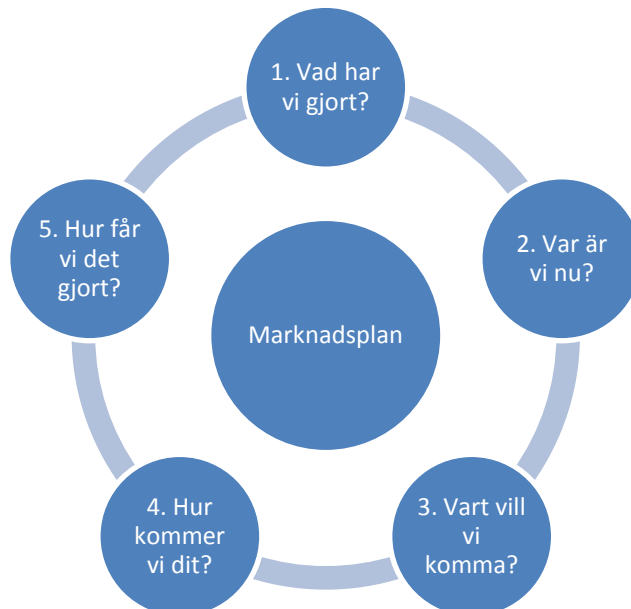 1. Vad har
vi gjort?
2. Var är
vi nu?
3. Vart vill
vi
komma?
4. Hur
kommer
vi dit?
5. Hur får
vi det
gjort?
Marknadsplan